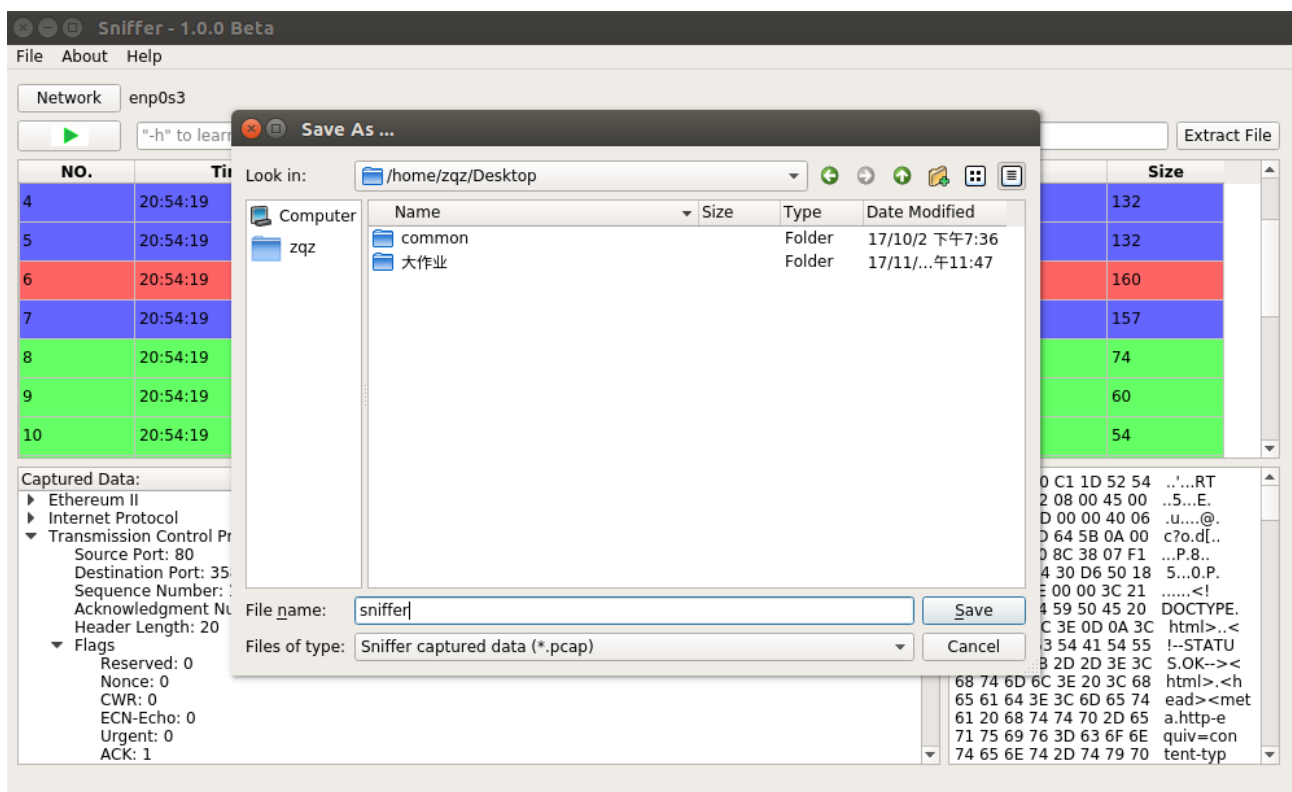 Sniffer - 1.0.0 Beta
File About Help
Network enp0s3
"-h" to learn
Extract File
Save As ...
NO. Size
4 20:54:19 132
5 20:54:19 132
6 20:54:19 160
7 20:54:19 157
8 20:54:19 74
9 20:54:19 60
10 20:54:19 54
Look in: /home/zqz/Desktop
Computer
zqz
Name Size Type Date Modified
common Folder 17/10/2 下午7:36
大作业 Folder 17/11/...午11:47
File name: sniffer Save
Files of type: Sniffer captured data (*.pcap) Cancel
Captured Data:
Ethereum II
Internet Protocol
Transmission Control Pr
Source Port: 80
Destination Port: 35
Sequence Number:
Acknowledgment Nu
Header Length: 20
Flags
Reserved: 0
Nonce: 0
CWR: 0
ECN-Echo: 0
Urgent: 0
ACK: 1
C1 1D 52 54 ..'...RT
08 00 45 00 ..5...E.
00 00 40 06 .u....@.
64 5B 0A 00 c?o.d[..
8C 38 07 F1 ...P.8..
30 D6 50 18 5...0.P.
00 00 3C 21 ......<!
59 50 45 20 DOCTYPE.
3E 0D 0A 3C html>..<
54 41 54 55 !--STATU
2D 2D 3E 3C S.OK--><
68 74 6D 6C 3E 20 3C 68 html>.<h
65 61 64 3E 3C 6D 65 74 ead><met
61 20 68 74 74 70 2D 65 a.http-e
71 75 69 76 3D 63 6F 6E quiv=con
74 65 6E 74 2D 74 79 70 tent-typ